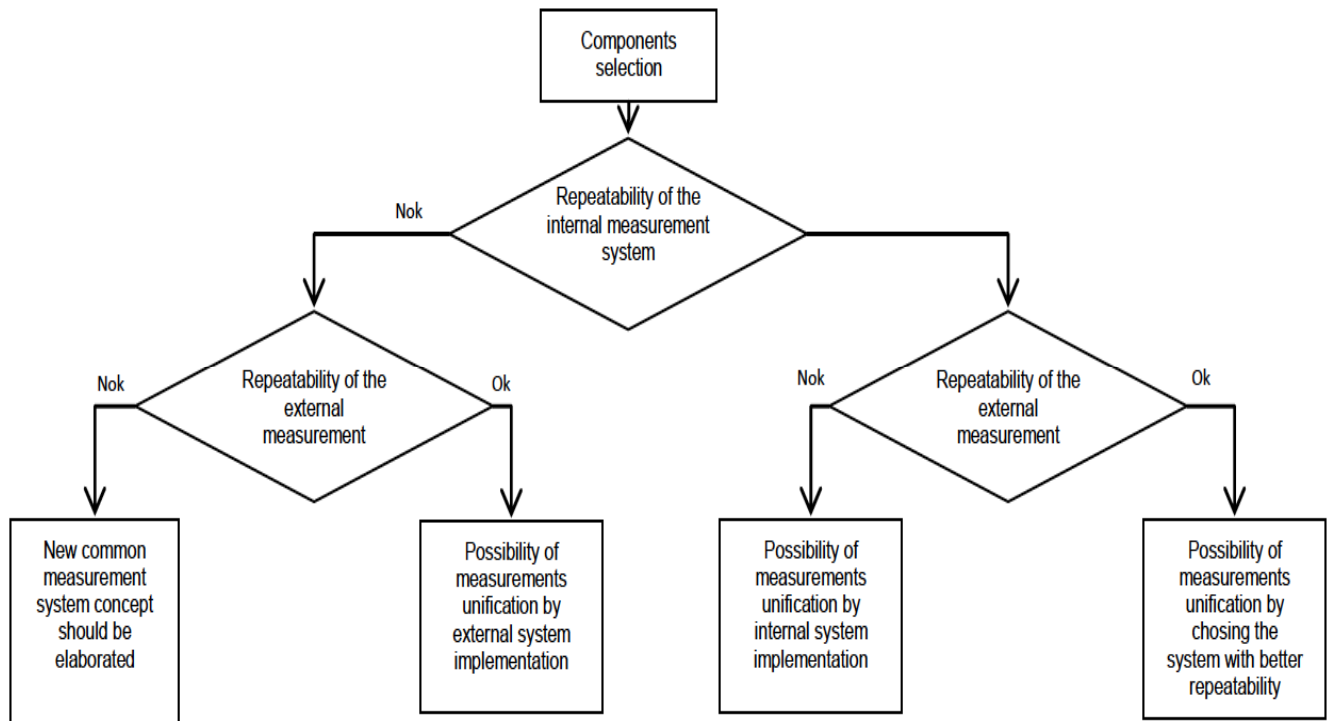 Components
selection
Repeatability of the
internal measurement
system
Nok
Repeatability of the
external
measurement
Nok
Ok
Repeatability of the
external
measurement
Nok
Ok
New common
measurement
system concept
should be
elaborated
Possibility of
measurements
unification by
external system
implementation
Possibility of
measurements
unification by
internal system
implementation
Possibility of
measurements
unification by
chosing the
system with better
repeatability